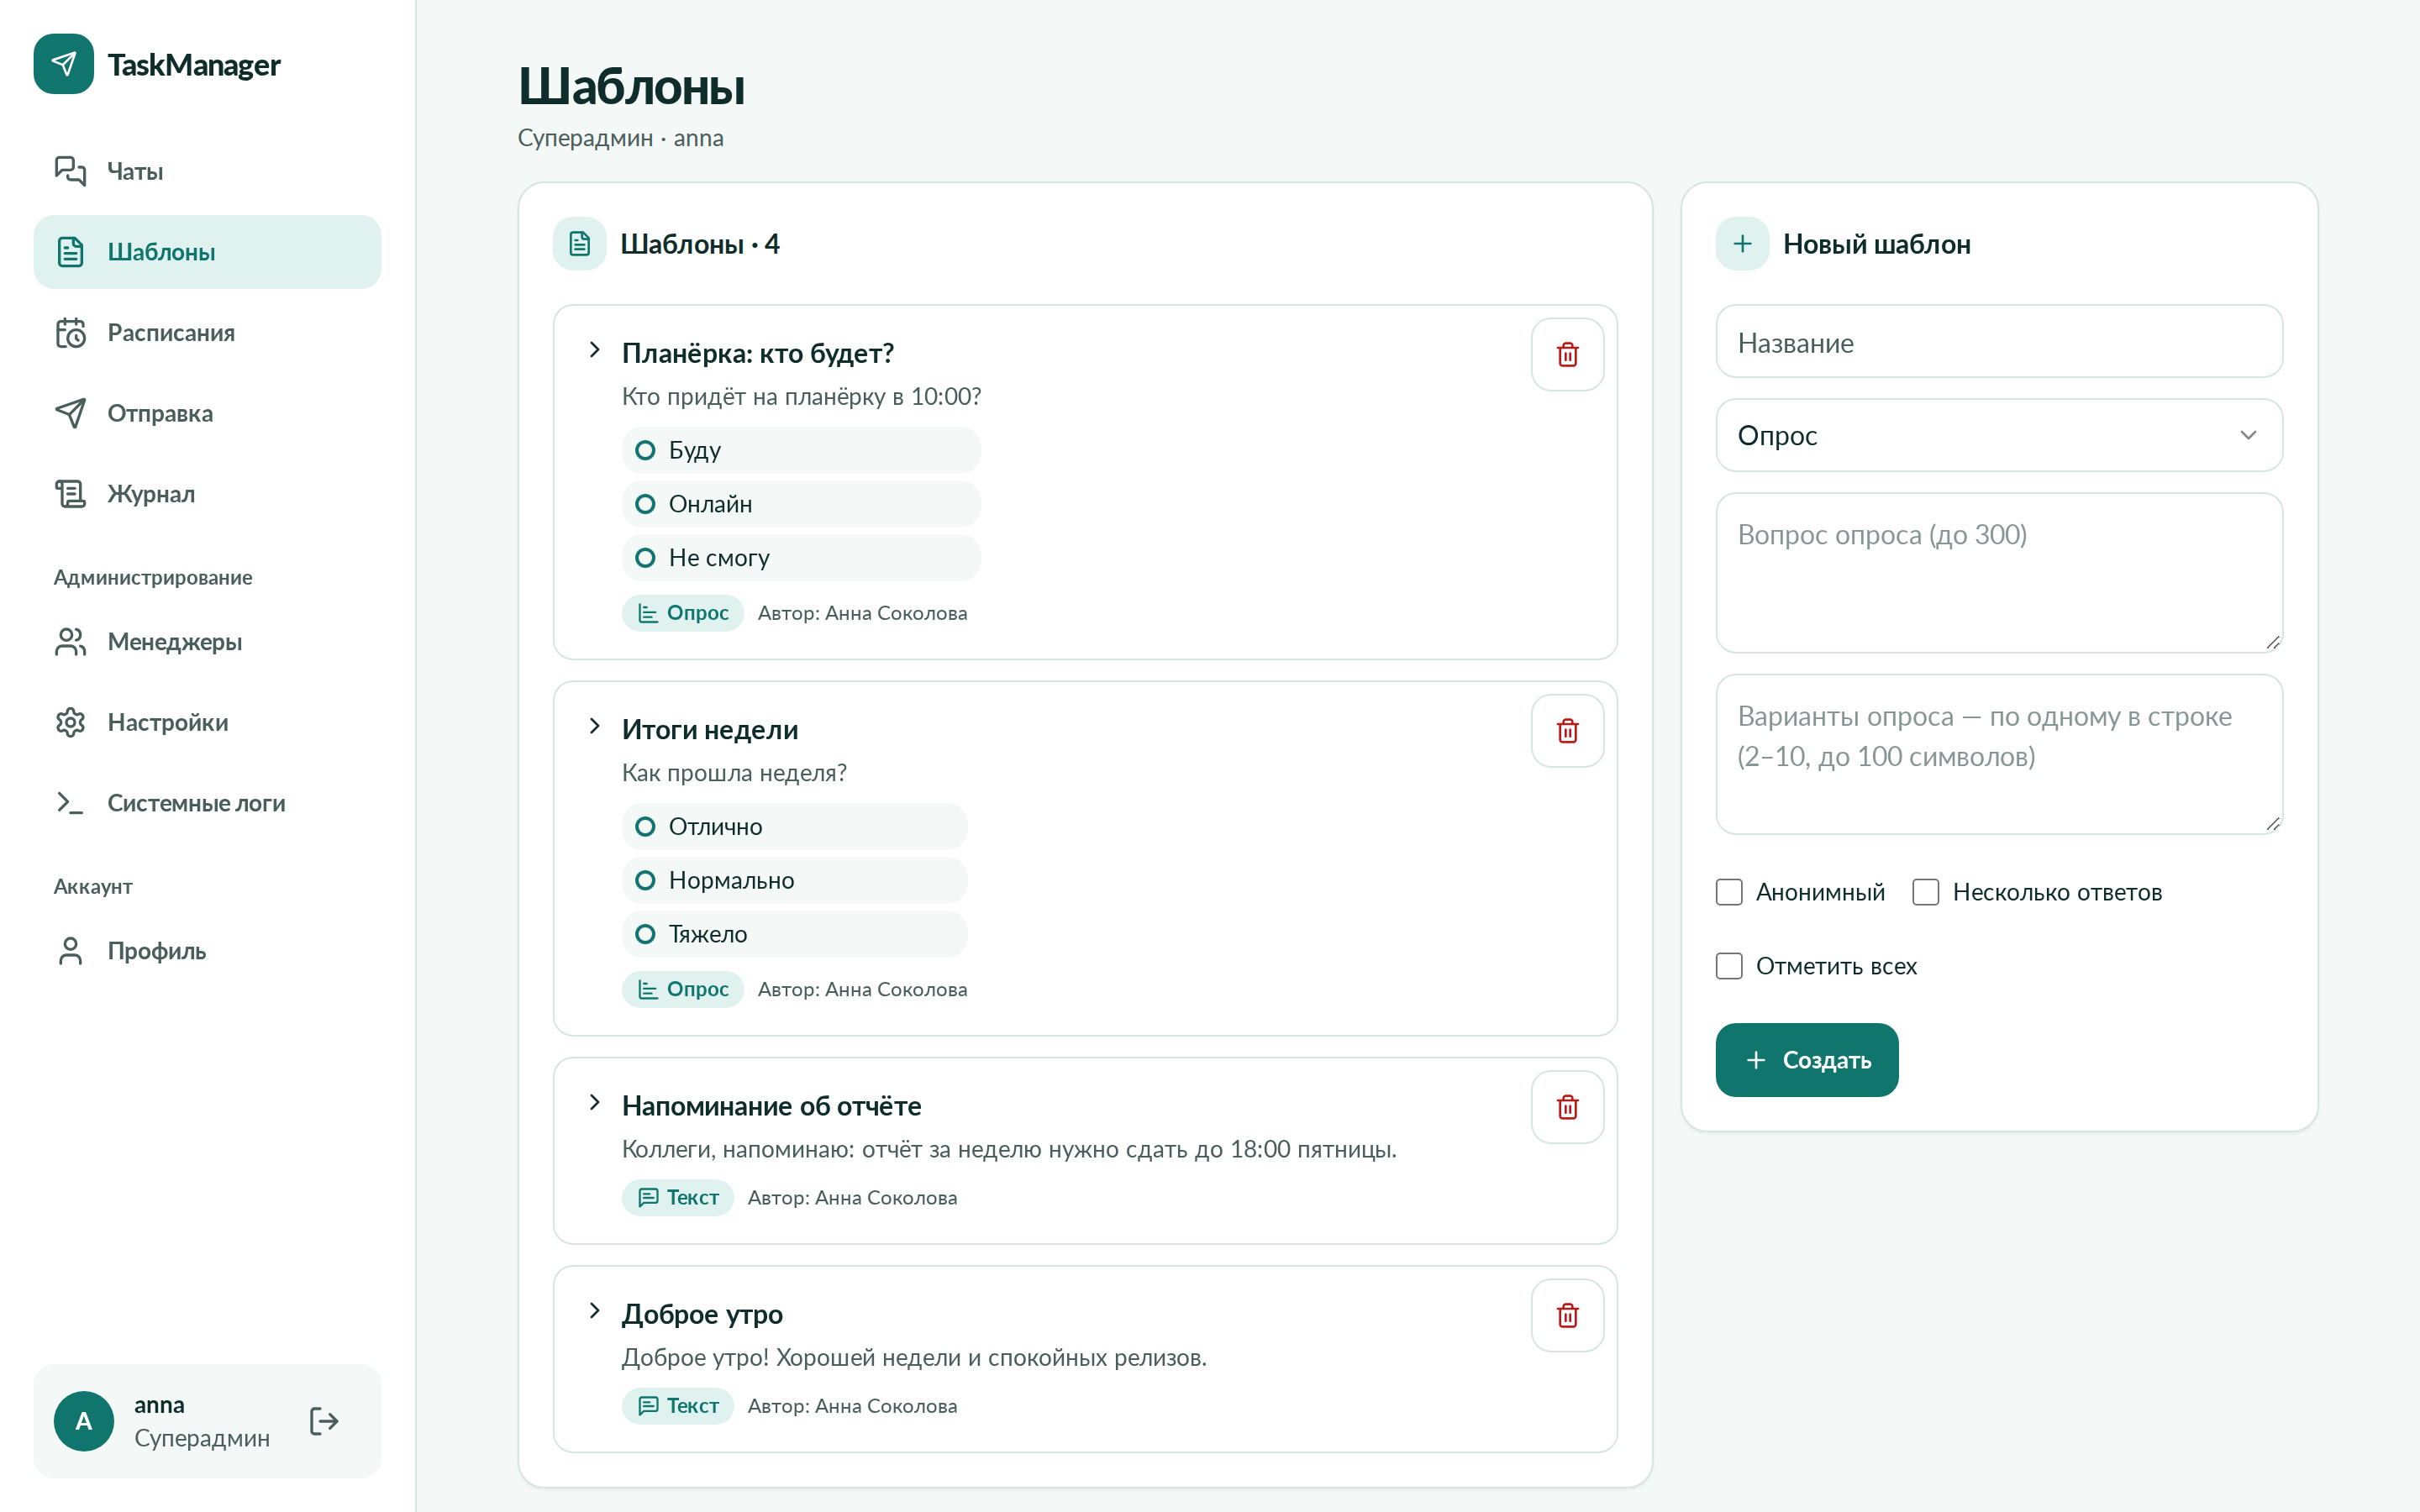 TaskManager
Чаты
Шаблоны
Расписания
Отправка
Журнал
Администрирование
Менеджеры
Настройки
Системные логи
Аккаунт
Профиль
A
anna
Суперадмин
Шаблоны
Суперадмин · anna
Шаблоны · 4
Планёрка: кто будет?
Кто придёт на планёрку в 10:00?
Буду
Онлайн
Не смогу
Опрос Автор: Анна Соколова
Итоги недели
Как прошла неделя?
Отлично
Нормально
Тяжело
Опрос Автор: Анна Соколова
Напоминание об отчёте
Коллеги, напоминаю: отчёт за неделю нужно сдать до 18:00 пятницы.
Текст Автор: Анна Соколова
Доброе утро
Доброе утро! Хорошей недели и спокойных релизов.
Текст Автор: Анна Соколова
Новый шаблон
Название
Опрос
Вопрос опроса (до 300)
Варианты опроса — по одному в строке
(2–10, до 100 символов)
Анонимный Несколько ответов
Отметить всех
Создать